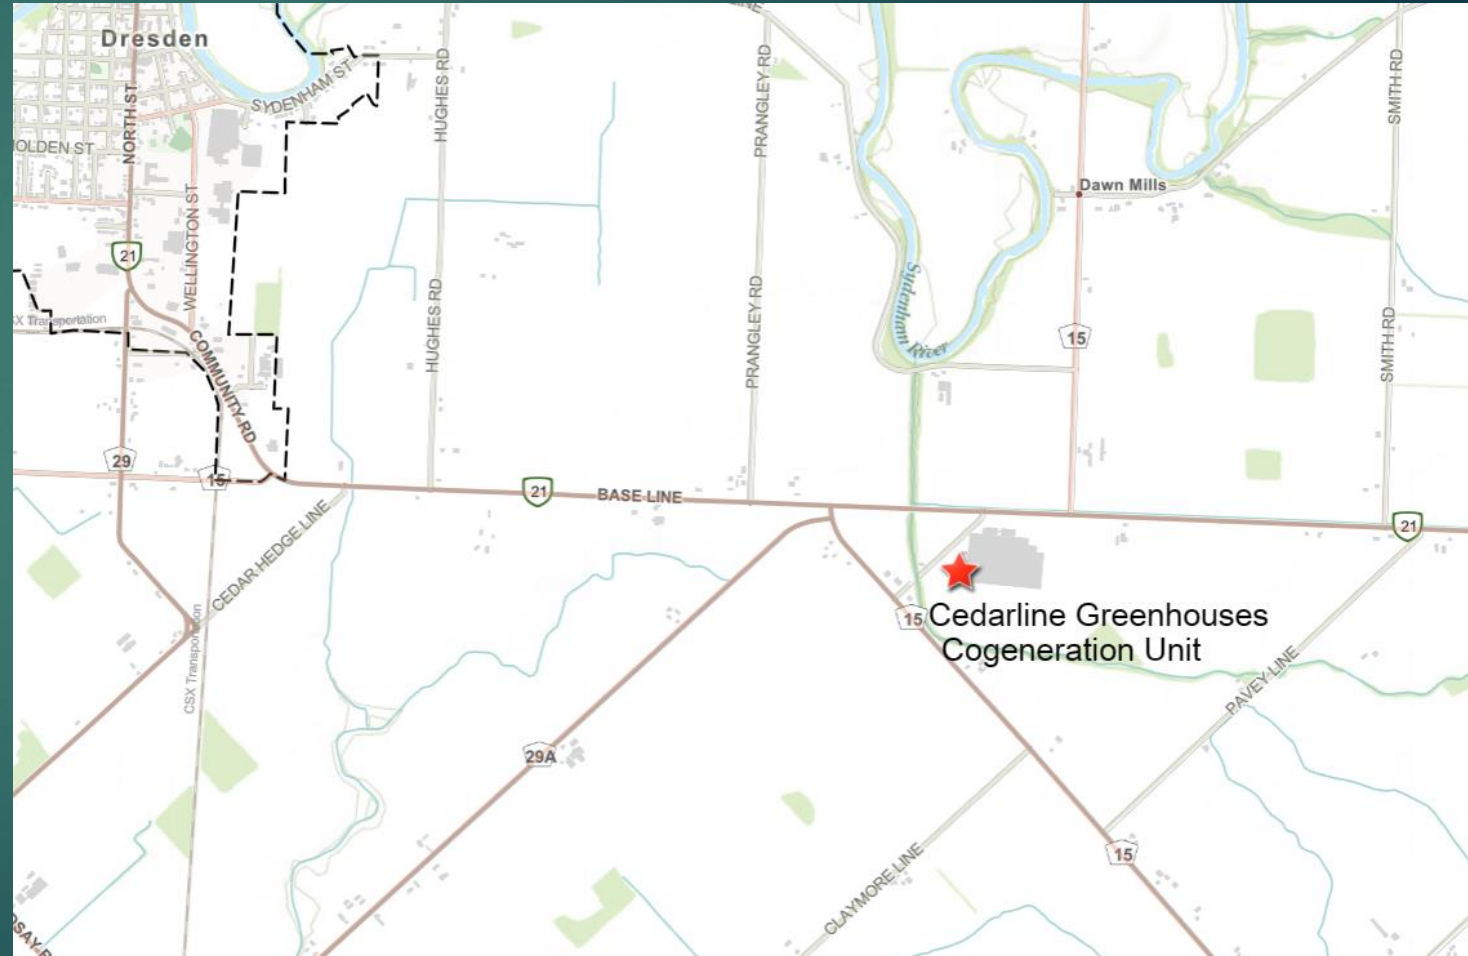 LINE
Dresden
SYDENHAM ST
HUGHES RD
PRANGLEY RD
SMITH RD
NORTH ST
OLDEN ST
Dawn Mills
WELLINGTON ST
21
HUGHES RD
PRANGLEY RD
Sydenham River
SMITH RD
X Transportation
COMMUNITY RD
15
29
15
21
BASE LINE
21
CEDAR HEDGE LINE
CSX Transportation
15
Cedarline Greenhouses
Cogeneration Unit
PAVEY LINE
29A
CLAYMORE LINE
15